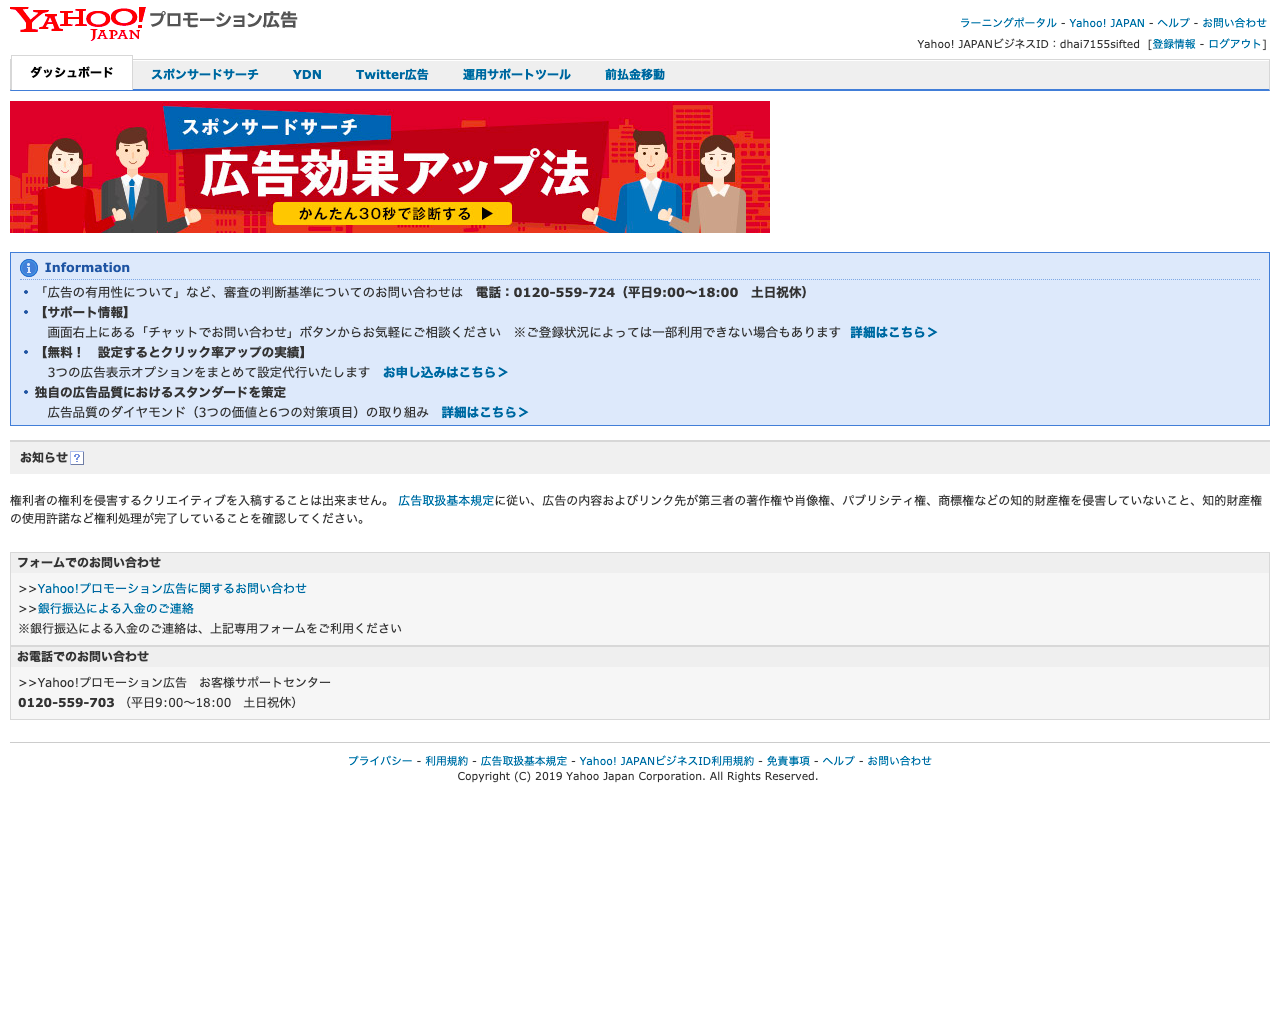 YAHOO! JAPAN プロモーション広告
ラーニングポータル - Yahoo! JAPAN - ヘルプ - お問い合わせ
Yahoo! JAPANビジネスID：dhai7155sifted [登録情報 - ログアウト]
ダッシュボード スポンサードサーチ YDN Twitter広告 運用サポートツール 前払金移動
スポンサードサーチ
広告効果アップ法
かんたん30秒で診断する ▶
Information
• 「広告の有用性について」など、審査の判断基準についてのお問い合わせは　電話：0120-559-724（平日9:00〜18:00　土日祝休）
• 【サポート情報】
画面右上にある「チャットでお問い合わせ」ボタンからお気軽にご相談ください　※ご登録状況によっては一部利用できない場合もあります 詳細はこちら＞
• 【無料！　設定するとクリック率アップの実績】
3つの広告表示オプションをまとめて設定代行いたします　お申し込みはこちら＞
• 独自の広告品質におけるスタンダードを策定
広告品質のダイヤモンド（3つの価値と6つの対策項目）の取り組み　詳細はこちら＞
お知らせ ?
権利者の権利を侵害するクリエイティブを入稿することは出来ません。 広告取扱基本規定に従い、広告の内容およびリンク先が第三者の著作権や肖像権、パブリシティ権、商標権などの知的財産権を侵害していないこと、知的財産権
の使用許諾など権利処理が完了していることを確認してください。
フォームでのお問い合わせ
>>Yahoo!プロモーション広告に関するお問い合わせ
>>銀行振込による入金のご連絡
※銀行振込による入金のご連絡は、上記専用フォームをご利用ください
お電話でのお問い合わせ
>>Yahoo!プロモーション広告　お客様サポートセンター
0120-559-703 （平日9:00〜18:00　土日祝休）
プライバシー - 利用規約 - 広告取扱基本規定 - Yahoo! JAPANビジネスID利用規約 - 免責事項 - ヘルプ - お問い合わせ
Copyright (C) 2019 Yahoo Japan Corporation. All Rights Reserved.